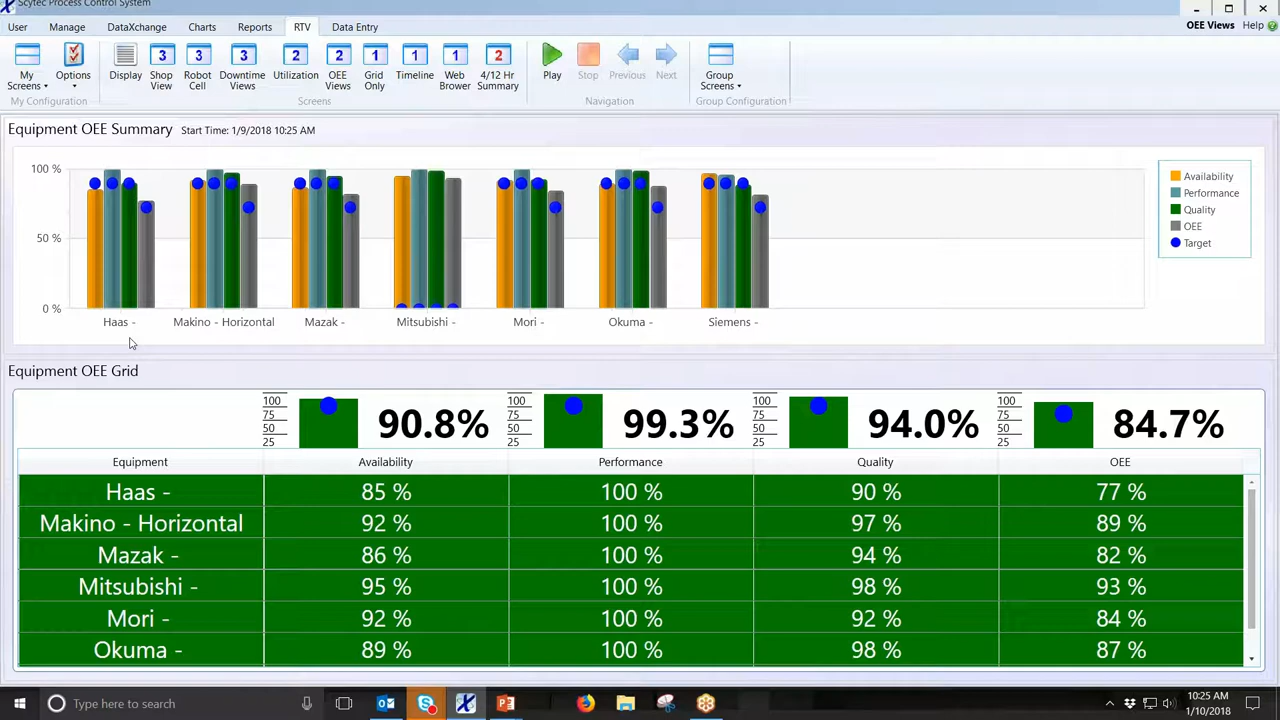 Scytec Process Control System
User Manage DataXchange Charts Reports RTV Data Entry OEE Views Help
3 3 3 2 2 1 1 1 2
My Screens Options Display Shop View Robot Cell Downtime Views Utilization OEE Views Grid Only Timeline Web Brower 4/12 Hr Summary Play Stop Previous Next Group Screens
My Configuration Screens Navigation Group Configuration
Equipment OEE Summary Start Time: 1/9/2018 10:25 AM
100 %
50 %
0 %
Haas - Makino - Horizontal Mazak - Mitsubishi - Mori - Okuma - Siemens -
Availability
Performance
Quality
OEE
Target
Equipment OEE Grid
100 75 50 25 90.8% 100 75 50 25 99.3% 100 75 50 25 94.0% 100 75 50 25 84.7%
Equipment Availability Performance Quality OEE
Haas - 85 % 100 % 90 % 77 %
Makino - Horizontal 92 % 100 % 97 % 89 %
Mazak - 86 % 100 % 94 % 82 %
Mitsubishi - 95 % 100 % 98 % 93 %
Mori - 92 % 100 % 92 % 84 %
Okuma - 89 % 100 % 98 % 87 %
Type here to search
10:25 AM
1/10/2018